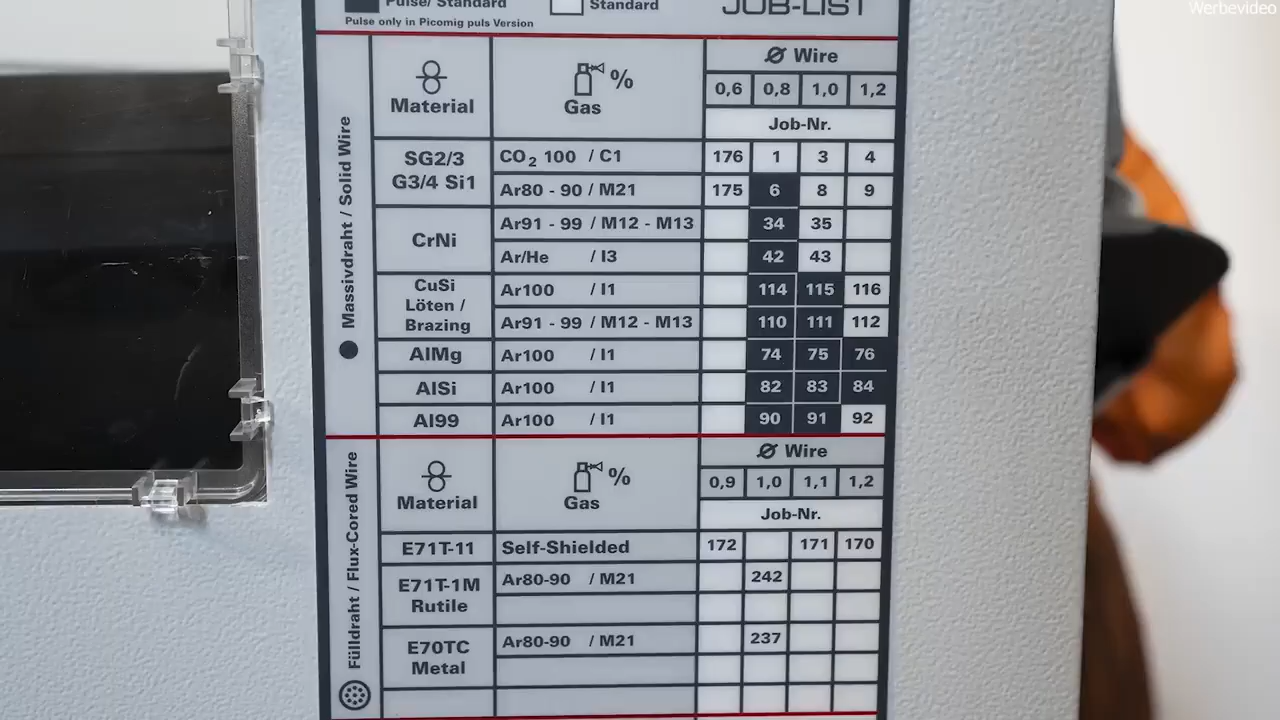 Werbevideo
Pulse/ Standard Standard JOB-LIST
Pulse only in Picomig puls Version
Massivdraht / Solid Wire
Material Gas % Ø Wire
0,6 0,8 1,0 1,2
Job-Nr.
SG2/3 G3/4 Si1 CO2 100 / C1 176 1 3 4
Ar80 - 90 / M21 175 6 8 9
CrNi Ar91 - 99 / M12 - M13 34 35
Ar/He / I3 42 43
CuSi Löten / Brazing Ar100 / I1 114 115 116
Ar91 - 99 / M12 - M13 110 111 112
AlMg Ar100 / I1 74 75 76
AlSi Ar100 / I1 82 83 84
Al99 Ar100 / I1 90 91 92
Fülldraht / Flux-Cored Wire
Material Gas % Ø Wire
0,9 1,0 1,1 1,2
Job-Nr.
E71T-11 Self-Shielded 172 171 170
E71T-1M Rutile Ar80-90 / M21 242
E70TC Metal Ar80-90 / M21 237